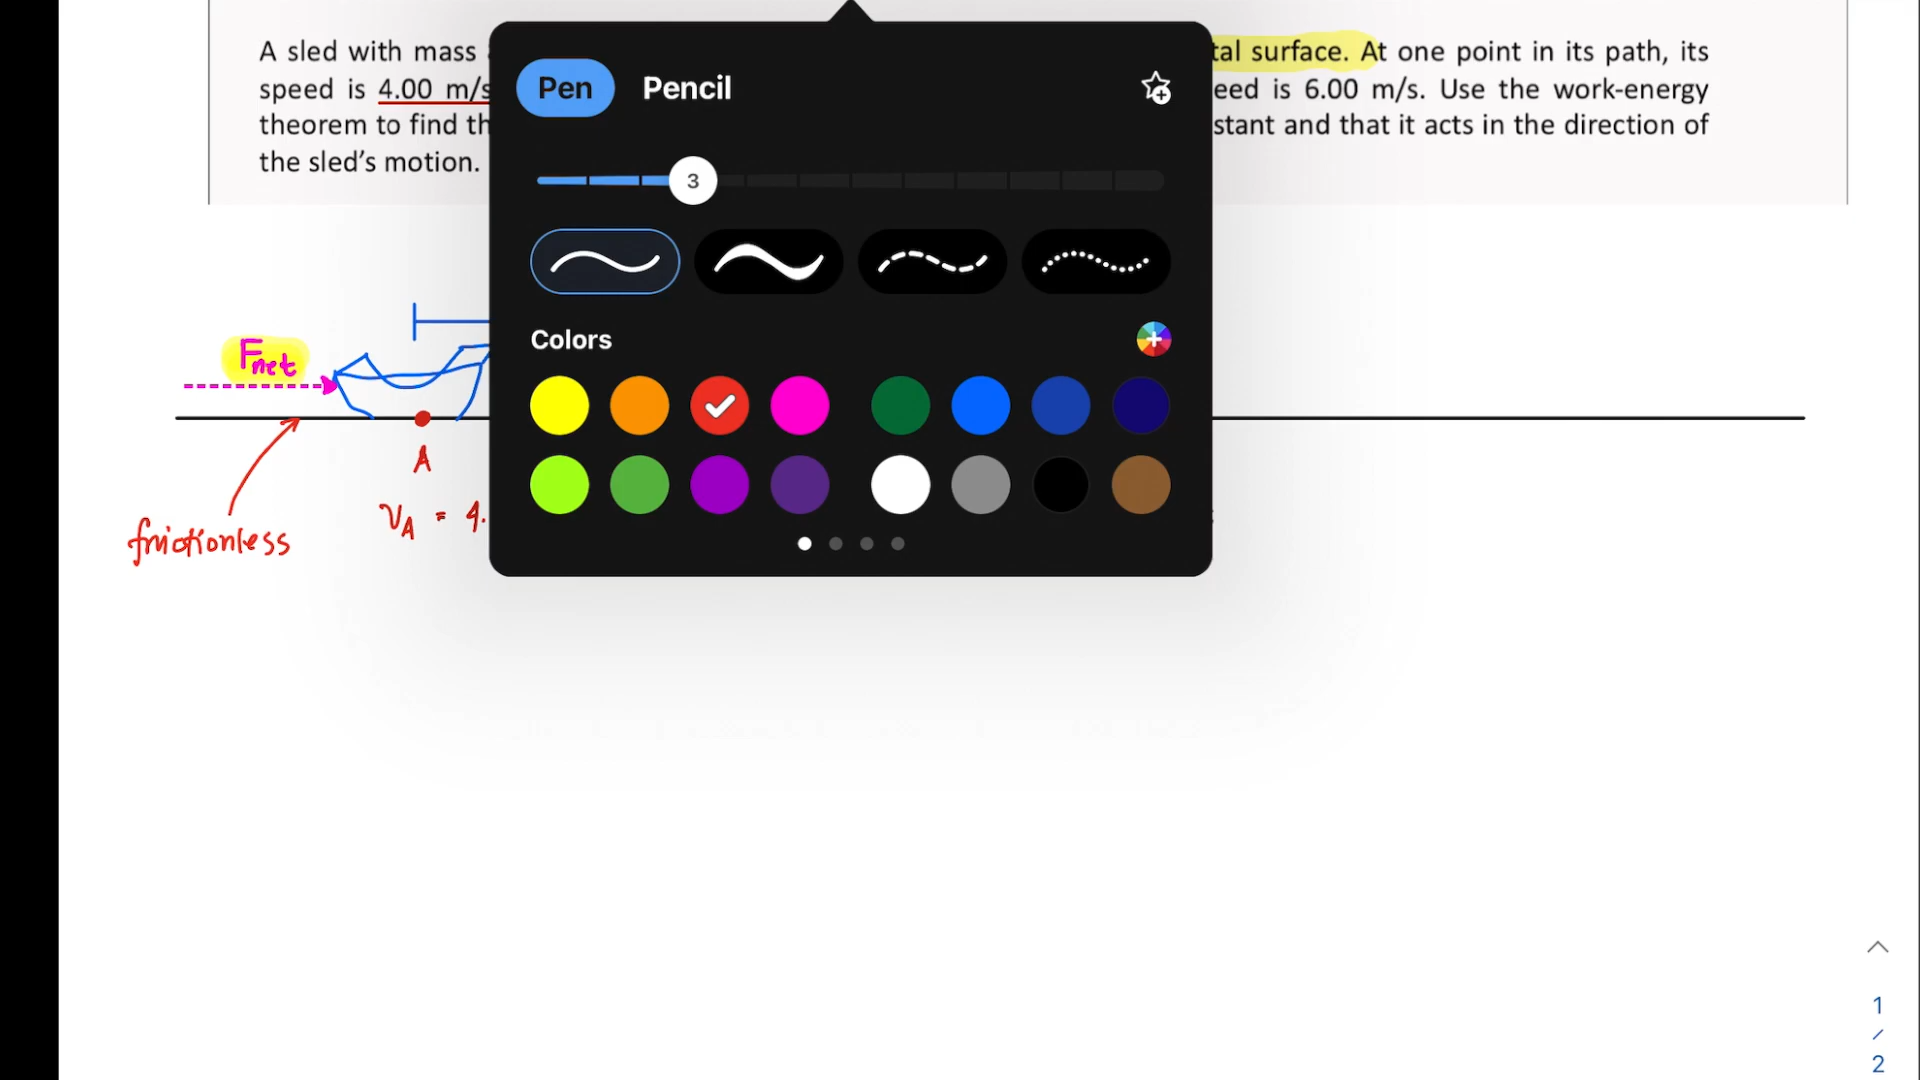 A sled with mass tal surface. At one point in its path, its
speed is 4.00 m/s eed is 6.00 m/s. Use the work-energy
theorem to find th stant and that it acts in the direction of
the sled's motion.
Pen Pencil
3
Colors
Fnet
A
vA = 4.
frictionless
1
/
2